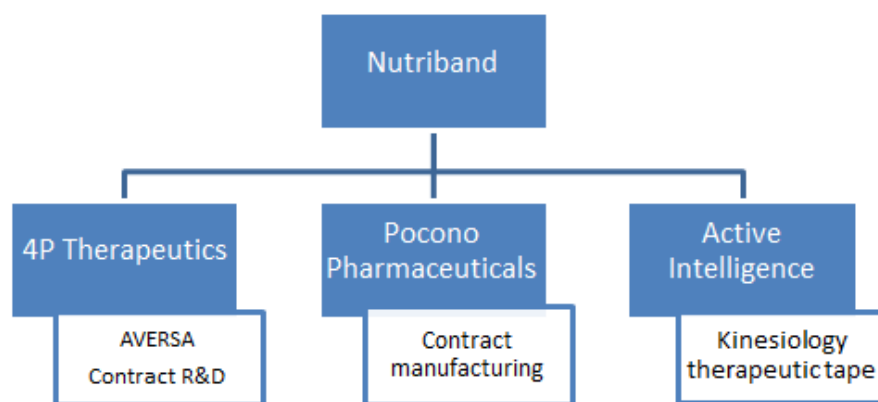 Nutriband
4P Therapeutics
Pocono
Pharmaceuticals
Active
Intelligence
AVERSA
Contract R&D
Contract
manufacturing
Kinesiology
therapeutic tape